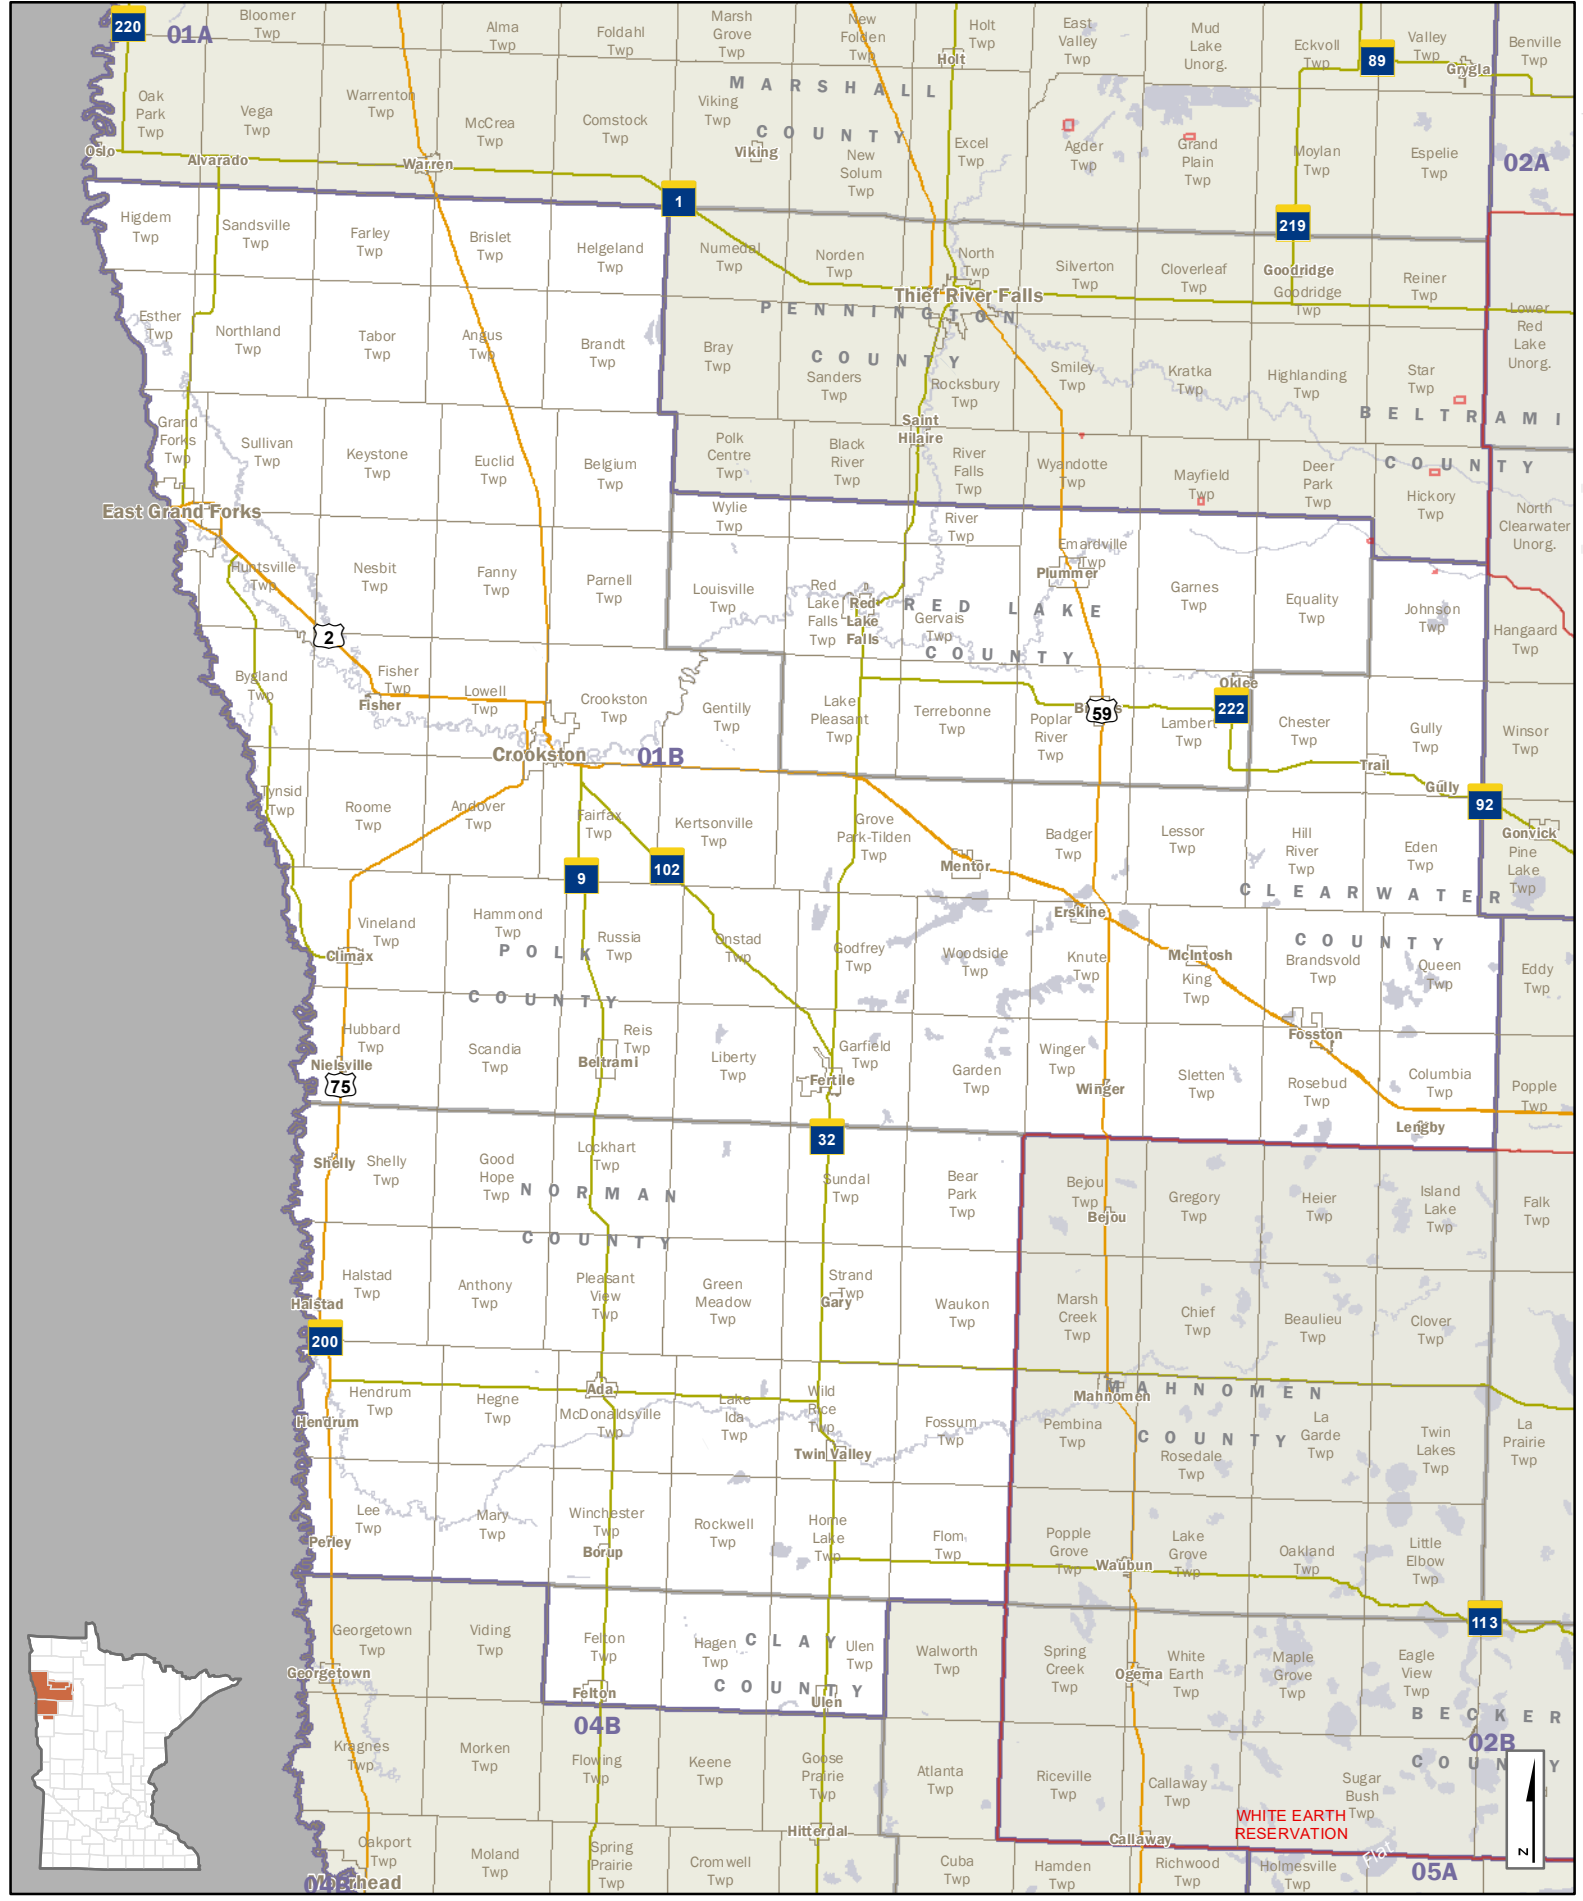 220
01A
Bloomer
Twp
Alma
Twp
Foldahl
Twp
Marsh
Grove
Twp
New
Folden
Twp
Holt
Twp
Holt
East
Valley
Twp
Mud
Lake
Unorg.
Eckvoll
Twp
89
Valley
Twp
Grygla
Benville
Twp
MARSHALL
COUNTY
Oak
Park
Twp
Vega
Twp
Warrenton
Twp
McCrea
Twp
Comstock
Twp
Viking
Twp
Viking
New
Solum
Twp
Excel
Twp
Agder
Twp
Grand
Plain
Twp
Moylan
Twp
Espelie
Twp
02A
Oslo
Alvarado
Warren
1
219
Higdem
Twp
Sandsville
Twp
Farley
Twp
Brislet
Twp
Helgeland
Twp
Numedal
Twp
Norden
Twp
North
Twp
Silverton
Twp
Cloverleaf
Twp
Goodridge
Goodridge
Twp
Reiner
Twp
Lower
Red
Lake
Unorg.
Thief River Falls
PENNINGTON
COUNTY
Esther
Twp
Northland
Twp
Tabor
Twp
Angus
Twp
Brandt
Twp
Bray
Twp
Sanders
Twp
Rocksbury
Twp
Smiley
Twp
Kratka
Twp
Highlanding
Twp
Star
Twp
BELTRAMI
COUNTY
Grand
Forks
Twp
Sullivan
Twp
Keystone
Twp
Euclid
Twp
Belgium
Twp
Polk
Centre
Twp
Black
River
Twp
Saint
Hilaire
River
Falls
Twp
Wyandotte
Twp
Mayfield
Twp
Deer
Park
Twp
Hickory
Twp
North
Clearwater
Unorg.
East Grand Forks
Wylie
Twp
River
Twp
Emardville
Twp
Plummer
Huntsville
Twp
Nesbit
Twp
Fanny
Twp
Parnell
Twp
Louisville
Twp
Red
Lake
Falls
Twp
Red
Lake
Falls
Gervais
Twp
RED LAKE
COUNTY
Garnes
Twp
Equality
Twp
Johnson
Twp
Hangaard
Twp
2
Bygland
Twp
Fisher
Twp
Fisher
Lowell
Twp
Crookston
Twp
Gentilly
Twp
Lake
Pleasant
Twp
Terrebonne
Twp
Poplar
River
Twp
59
Lambert
Twp
Oklee
222
Chester
Twp
Trail
Gully
Twp
Gully
Winsor
Twp
92
Crookston
01B
Tynsid
Twp
Roome
Twp
Andover
Twp
Fairfax
Twp
Kertsonville
Twp
Grove
Park-Tilden
Twp
Mentor
Badger
Twp
Lessor
Twp
Hill
River
Twp
Eden
Twp
Gonvick
Pine
Lake
Twp
9
102
CLEARWATER
COUNTY
Vineland
Twp
Climax
Hammond
Twp
Russia
Twp
POLK
COUNTY
Onstad
Twp
Godfrey
Twp
Woodside
Twp
Erskine
Knute
Twp
McIntosh
King
Twp
Brandsvold
Twp
Queen
Twp
Eddy
Twp
Hubbard
Twp
Nielsville
75
Scandia
Twp
Reis
Twp
Beltrami
Liberty
Twp
Garfield
Twp
Fertile
Garden
Twp
Winger
Twp
Winger
Sletten
Twp
Fosston
Rosebud
Twp
Columbia
Twp
Lengby
Popple
Twp
32
Shelly
Shelly
Twp
Good
Hope
Twp
Lockhart
Twp
NORMAN
COUNTY
Sundal
Twp
Bear
Park
Twp
Bejou
Twp
Bejou
Gregory
Twp
Heier
Twp
Island
Lake
Twp
Falk
Twp
Halstad
Twp
Halstad
200
Anthony
Twp
Pleasant
View
Twp
Green
Meadow
Twp
Strand
Twp
Gary
Waukon
Twp
Marsh
Creek
Twp
Chief
Twp
Beaulieu
Twp
Clover
Twp
Hendrum
Twp
Hendrum
Hegne
Twp
Ada
McDonaldsville
Twp
Lake
Ida
Twp
Wild
Rice
Twp
Twin Valley
Fossum
Twp
Mahnomen
MAHNOMEN
COUNTY
Pembina
Twp
Rosedale
Twp
La
Garde
Twp
Twin
Lakes
Twp
La
Prairie
Twp
Lee
Twp
Perley
Mary
Twp
Winchester
Twp
Borup
Rockwell
Twp
Home
Lake
Twp
Flom
Twp
Popple
Grove
Twp
Waubun
Lake
Grove
Twp
Oakland
Twp
Little
Elbow
Twp
113
Georgetown
Twp
Georgetown
Viding
Twp
Felton
Twp
Felton
Hagen
Twp
CLAY
COUNTY
Ulen
Twp
Ulen
Walworth
Twp
Spring
Creek
Twp
Ogema
White
Earth
Twp
Maple
Grove
Twp
Eagle
View
Twp
BECKER
COUNTY
02B
04B
Kragnes
Twp
Morken
Twp
Flowing
Twp
Keene
Twp
Goose
Prairie
Twp
Atlanta
Twp
Riceville
Twp
Callaway
Twp
Sugar
Bush
Twp
WHITE EARTH
RESERVATION
Hitterdal
Callaway
Oakport
Twp
Moland
Twp
Spring
Prairie
Twp
Cromwell
Twp
Cuba
Twp
Hamden
Twp
Richwood
Twp
Holmesville
Twp
Flat
05A
N